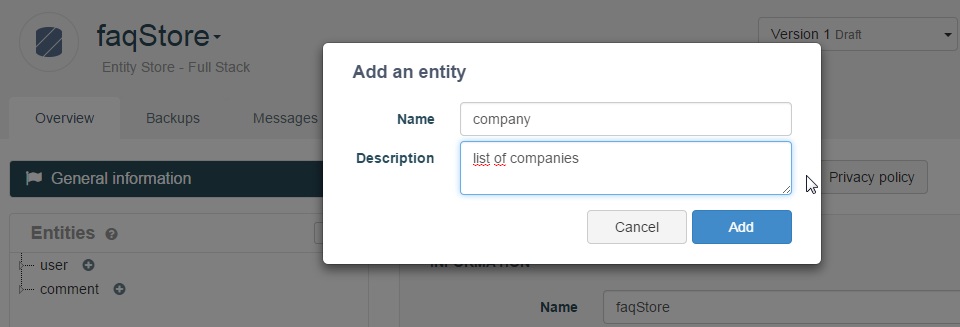 faqStore
Entity Store - Full Stack
Version 1 Draft
Overview
Backups
Messages
General information
Privacy policy
Entities
user
comment
Add an entity
Name
company
Description
list of companies
Cancel
Add
Name
faqStore